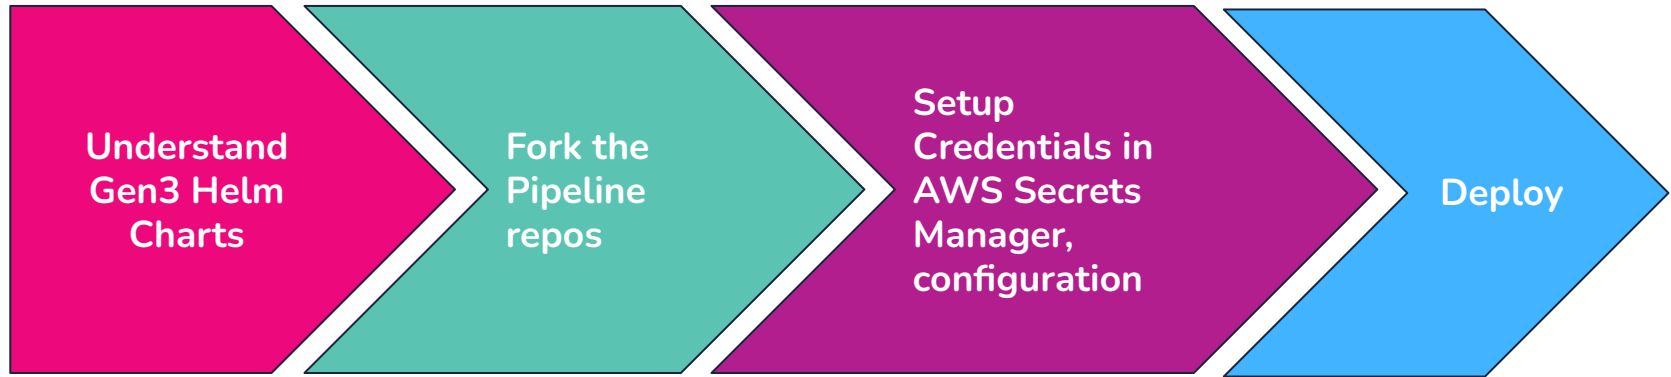 Understand
Gen3 Helm
Charts
Fork the
Pipeline
repos
Setup
Credentials in
AWS Secrets
Manager,
configuration
Deploy